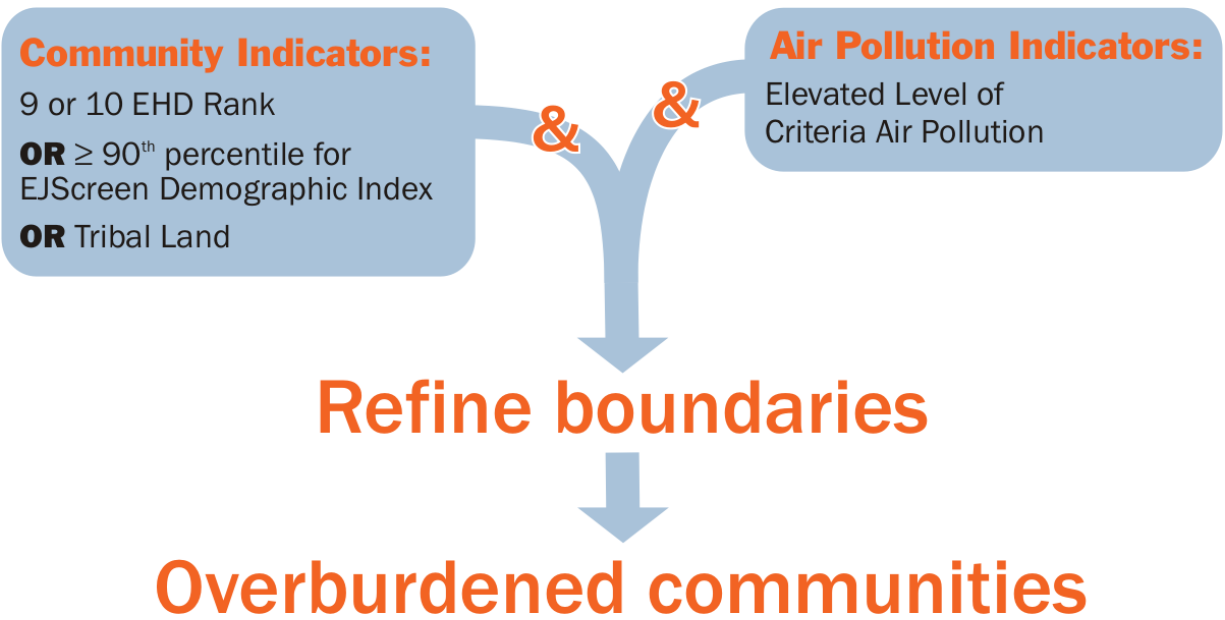 Community Indicators:
9 or 10 EHD Rank
OR ≥ 90th percentile for
EJScreen Demographic Index
OR Tribal Land
&
&
Air Pollution Indicators:
Elevated Level of
Criteria Air Pollution
Refine boundaries
Overburdened communities